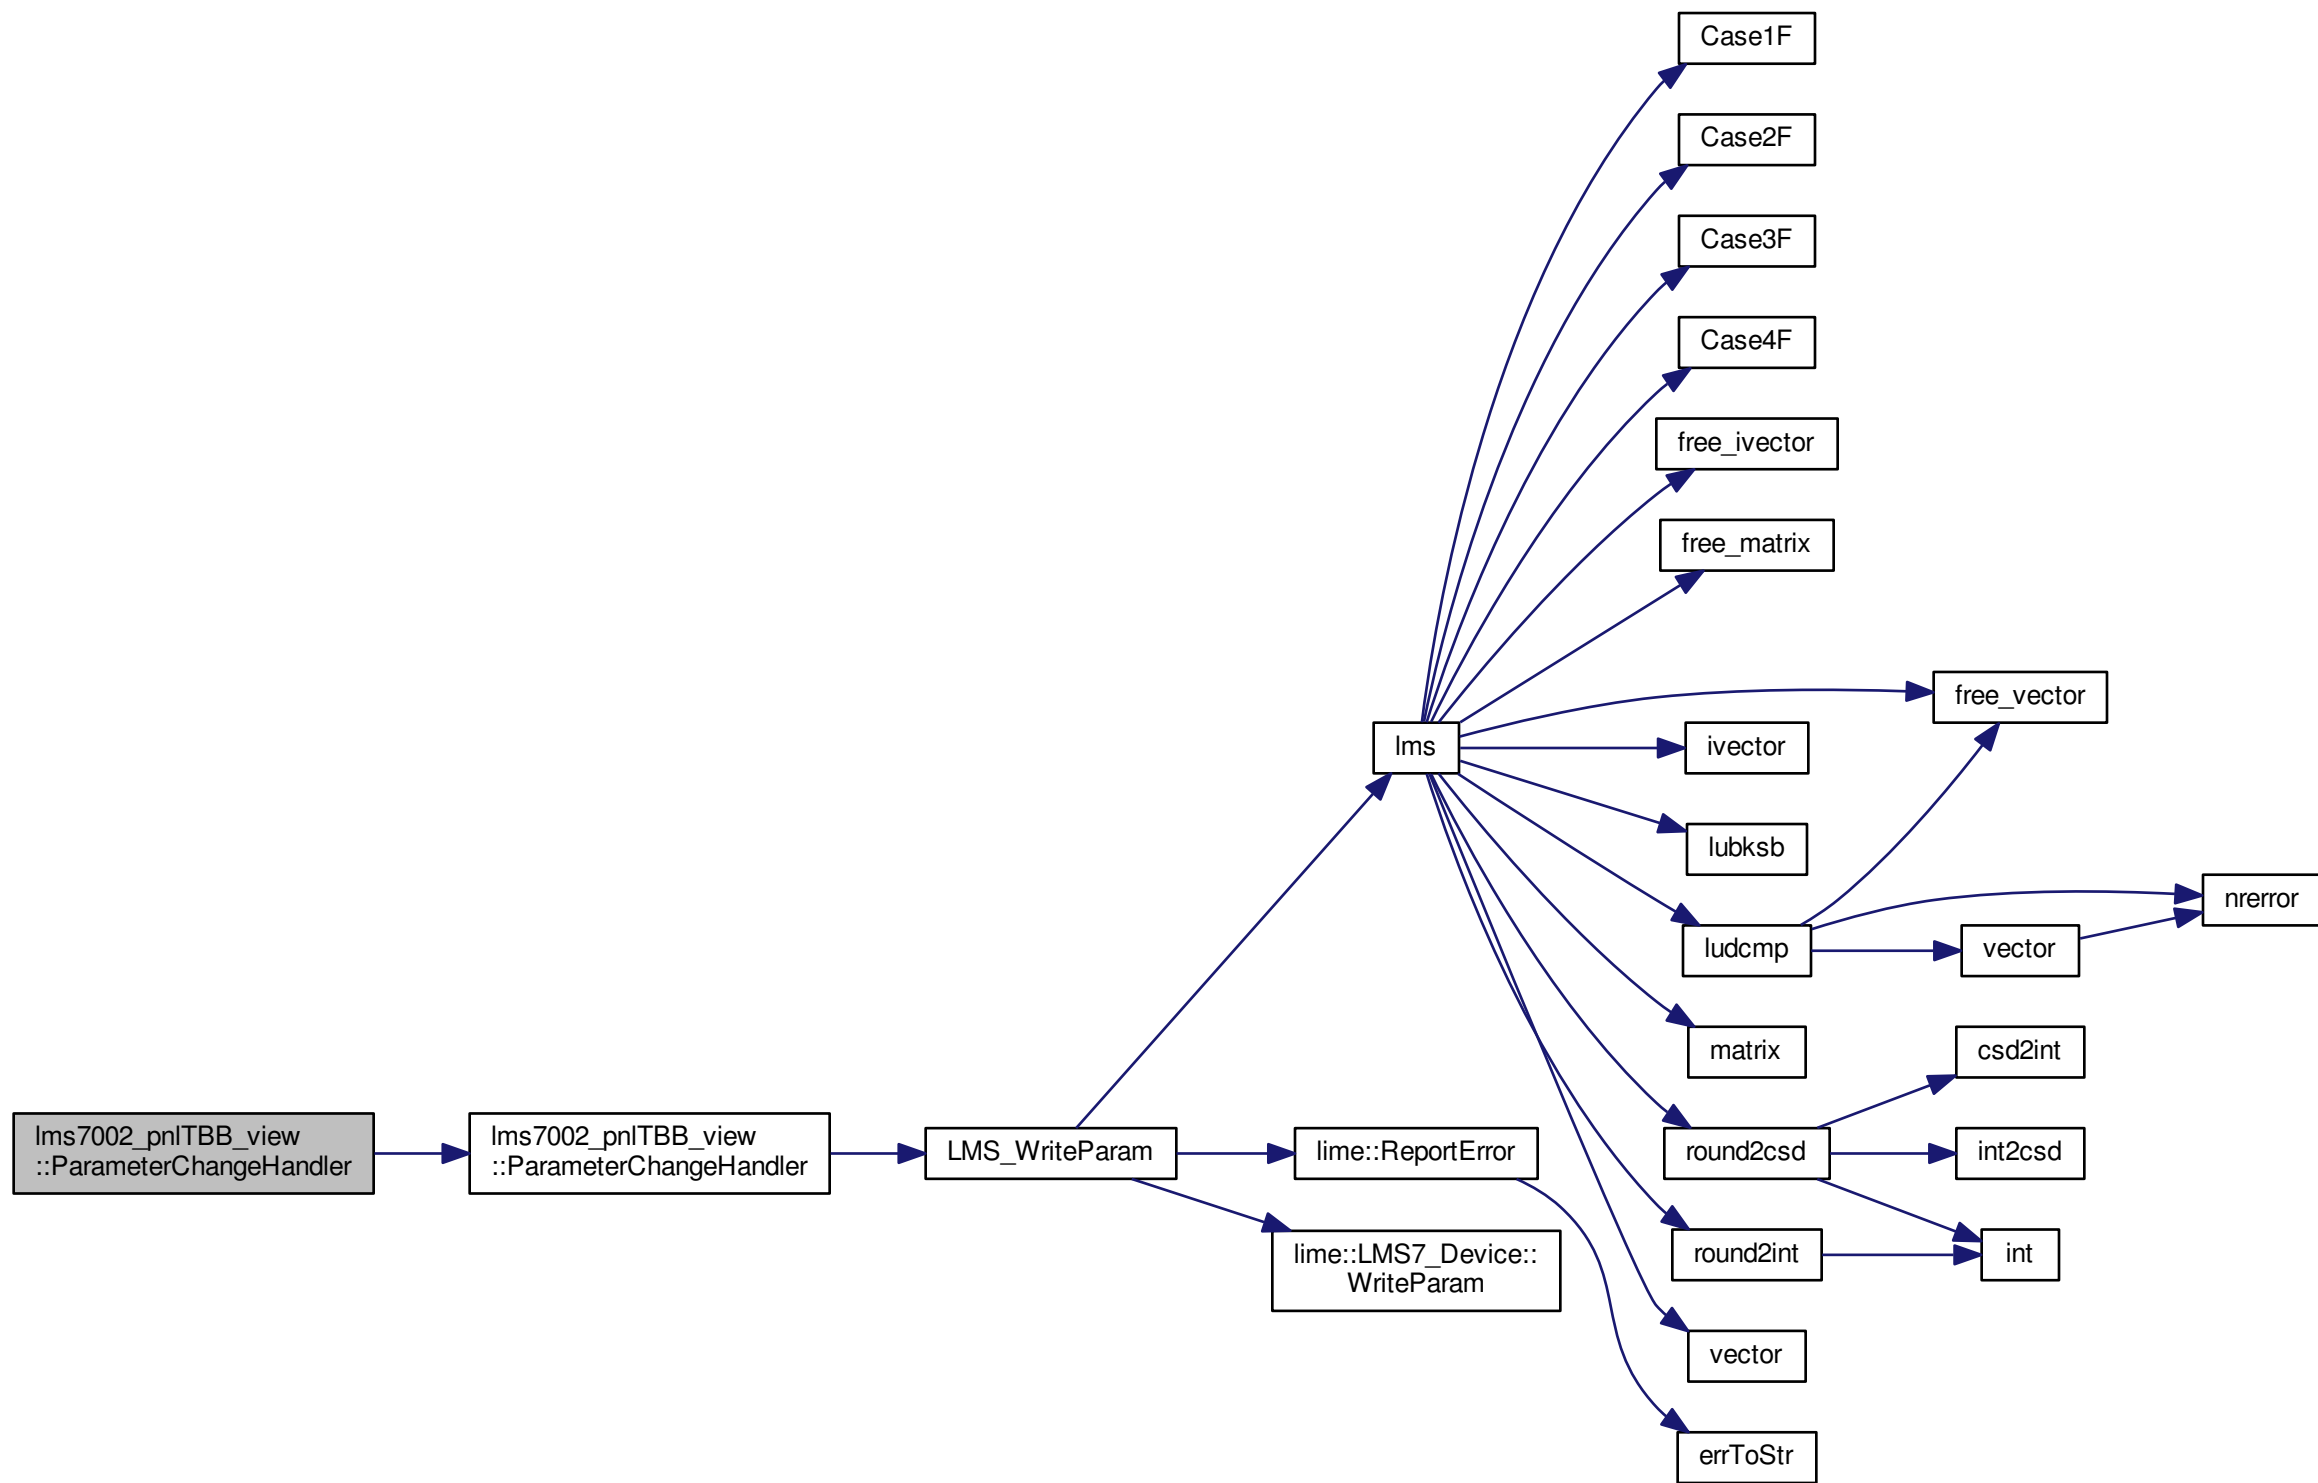 Case1F
Case2F
Case3F
Case4F
free_ivector
free_matrix
free_vector
lms
ivector
lubksb
nrerror
ludcmp
vector
matrix
csd2int
lms7002_pnlTBB_view
::ParameterChangeHandler
lms7002_pnlTBB_view
::ParameterChangeHandler
LMS_WriteParam
lime::ReportError
round2csd
int2csd
lime::LMS7_Device::
WriteParam
round2int
int
vector
errToStr